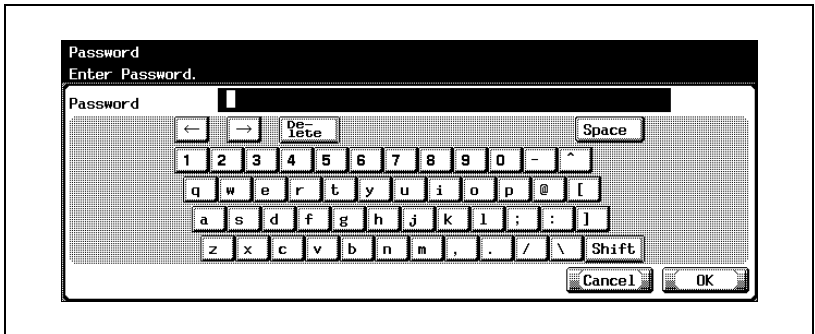 Password
Enter Password.
Password
← → De-lete Space
1 2 3 4 5 6 7 8 9 0 - ^
q w e r t y u i o p @ [
a s d f g h j k l ; : ]
z x c v b n m , . / \ Shift
Cancel OK